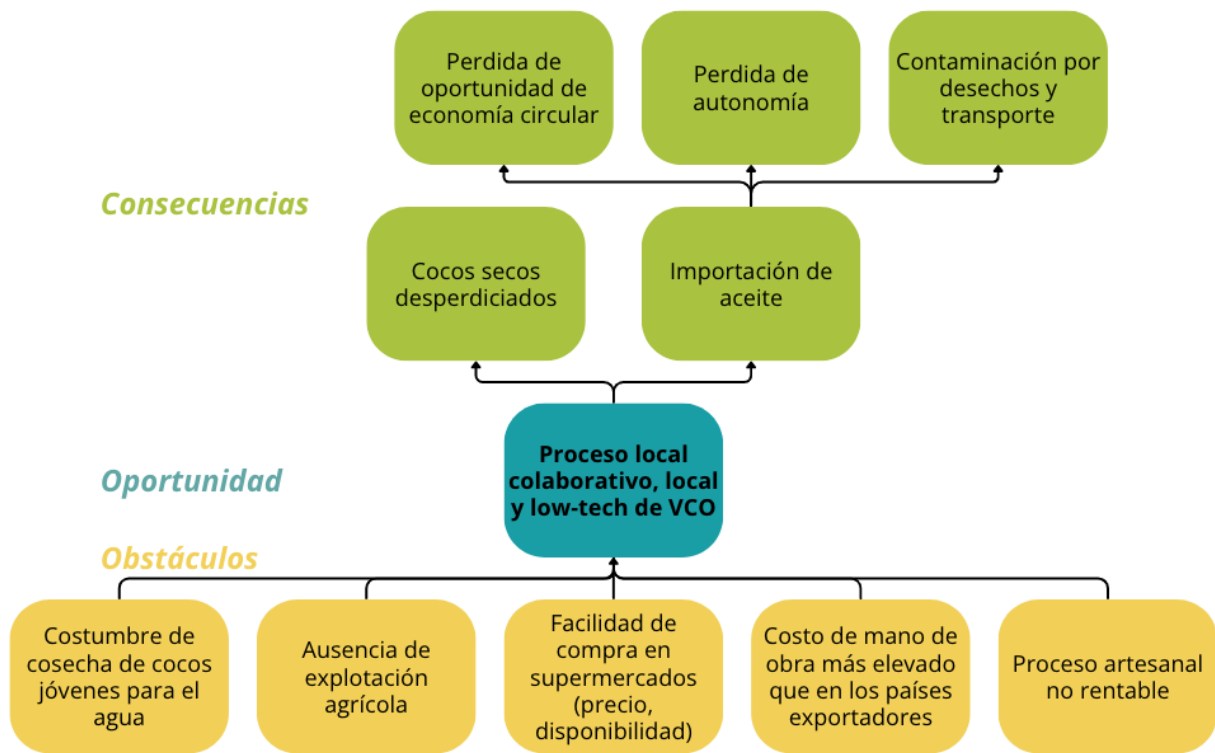 Perdida de
oportunidad de
economía circular
Perdida de
autonomía
Contaminación por
desechos y
transporte
Consecuencias
Cocos secos
desperdiciados
Importación de
aceite
Oportunidad
Proceso local
colaborativo, local
y low-tech de VCO
Obstáculos
Costumbre de
cosecha de cocos
jóvenes para el
agua
Ausencia de
explotación
agrícola
Facilidad de
compra en
supermercados
(precio,
disponibilidad)
Costo de mano de
obra más elevado
que en los países
exportadores
Proceso artesanal
no rentable